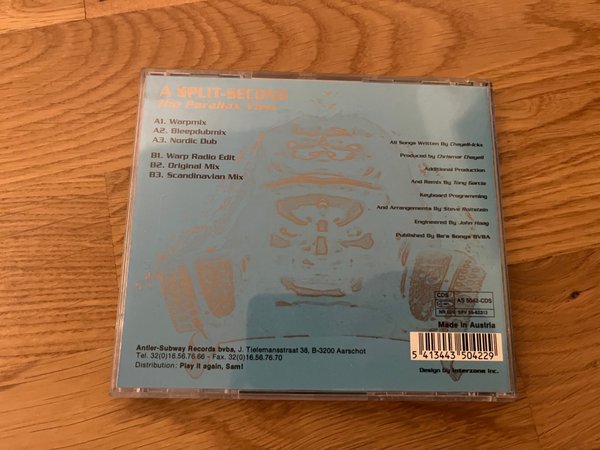 A SPLIT-SECOND
The Parallax View
A1. Warpmix
A2. Bleepdubmix
A3. Nordic Dub
B1. Warp Radio Edit
B2. Original Mix
B3. Scandinavian Mix
All Songs Written By Chayell-Ickx
Produced by Chrismar Chayell
Additional Production
And Remix By Tony Garcia
Keyboard Programming
And Arrangements By Steve
Engineered By John Haag
Published By Be's Songs BVBA
CDS
AS 5042-CDS
Made in Austria
5 413443 504229
Antler-Subway Records bvba, J. Tielemansstraat 38, B-3200 Aarschot
Tel. 32(0)16.56.76.66 - Fax. 32(0)16.56.76.70
Distribution: Play It again, Sam!
Design by Interzone Inc.